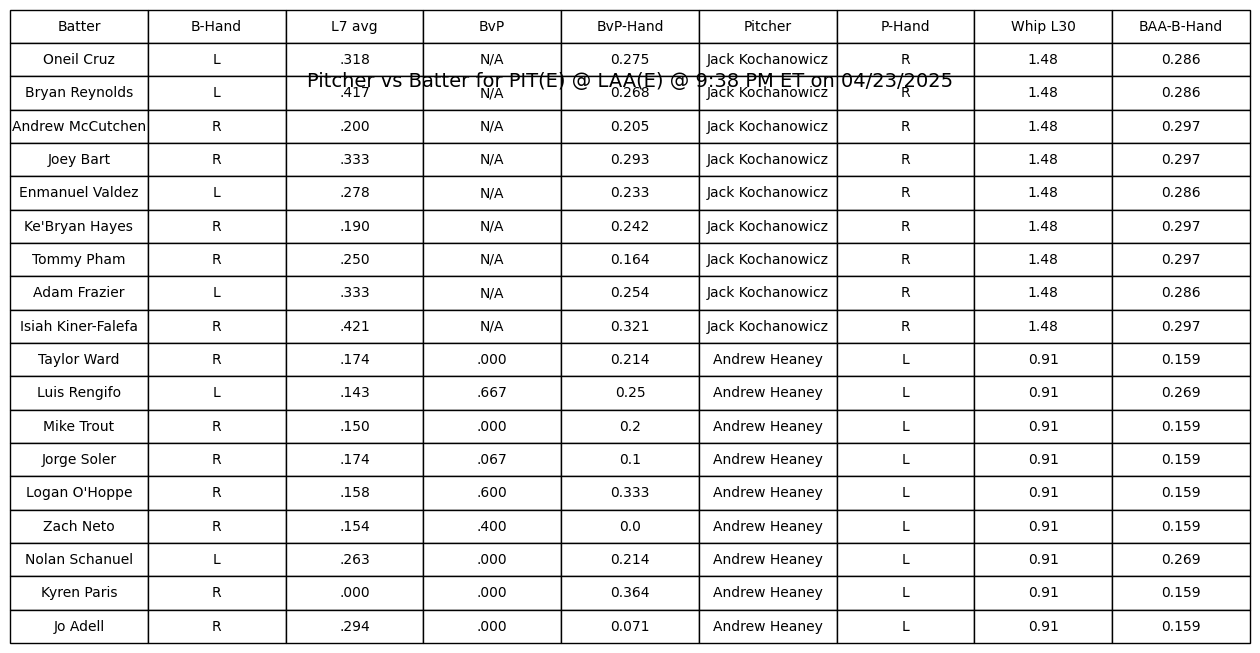 Batter B-Hand L7 avg BvP BvP-Hand Pitcher P-Hand Whip L30 BAA-B-Hand
Oneil Cruz L .318 N/A 0.275 Jack Kochanowicz R 1.48 0.286
Pitcher vs Batter for PIT(E) @ LAA(E) @ 9:38 PM ET on 04/23/2025
Bryan Reynolds L .417 N/A 0.268 Jack Kochanowicz R 1.48 0.286
Andrew McCutchen R .200 N/A 0.205 Jack Kochanowicz R 1.48 0.297
Joey Bart R .333 N/A 0.293 Jack Kochanowicz R 1.48 0.297
Enmanuel Valdez L .278 N/A 0.233 Jack Kochanowicz R 1.48 0.286
Ke'Bryan Hayes R .190 N/A 0.242 Jack Kochanowicz R 1.48 0.297
Tommy Pham R .250 N/A 0.164 Jack Kochanowicz R 1.48 0.297
Adam Frazier L .333 N/A 0.254 Jack Kochanowicz R 1.48 0.286
Isiah Kiner-Falefa R .421 N/A 0.321 Jack Kochanowicz R 1.48 0.297
Taylor Ward R .174 .000 0.214 Andrew Heaney L 0.91 0.159
Luis Rengifo L .143 .667 0.25 Andrew Heaney L 0.91 0.269
Mike Trout R .150 .000 0.2 Andrew Heaney L 0.91 0.159
Jorge Soler R .174 .067 0.1 Andrew Heaney L 0.91 0.159
Logan O'Hoppe R .158 .600 0.333 Andrew Heaney L 0.91 0.159
Zach Neto R .154 .400 0.0 Andrew Heaney L 0.91 0.159
Nolan Schanuel L .263 .000 0.214 Andrew Heaney L 0.91 0.269
Kyren Paris R .000 .000 0.364 Andrew Heaney L 0.91 0.159
Jo Adell R .294 .000 0.071 Andrew Heaney L 0.91 0.159